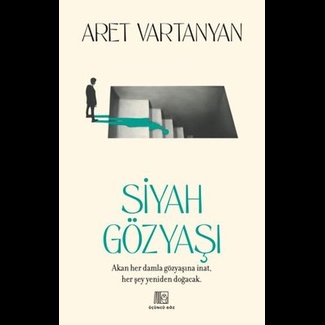 ARET VARTANYAN
SİYAH
GÖZYAŞI
Akan her damla gözyaşına inat,
her şey yeniden doğacak.
ÜÇÜNCÜ GÖZ